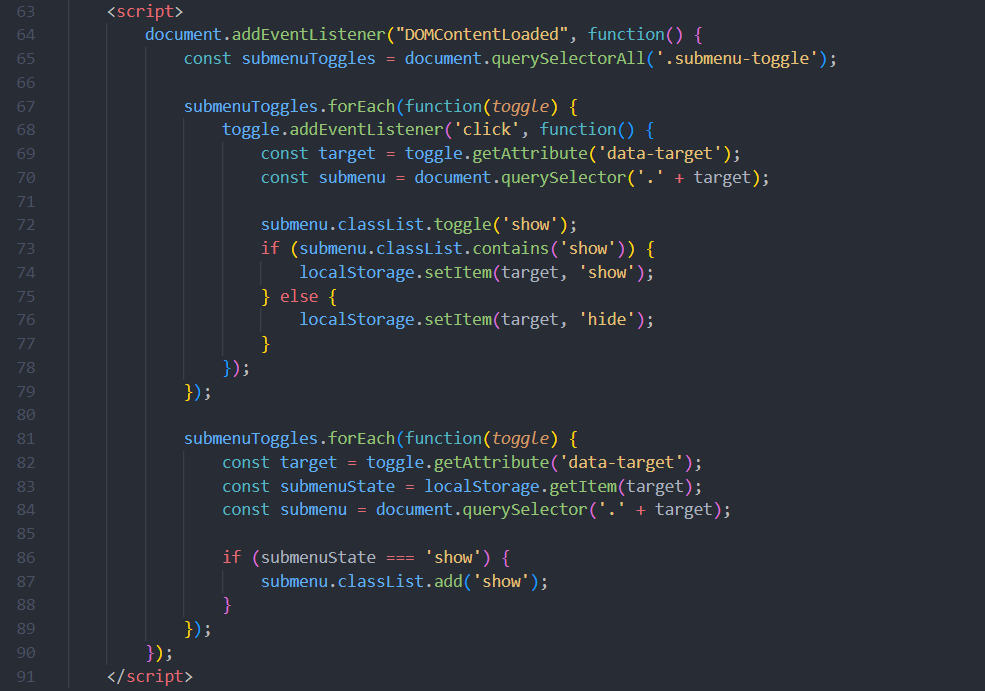 63 <script>
64 document.addEventListener("DOMContentLoaded", function() {
65 const submenuToggles = document.querySelectorAll('.submenu-toggle');
66
67 submenuToggles.forEach(function(toggle) {
68 toggle.addEventListener('click', function() {
69 const target = toggle.getAttribute('data-target');
70 const submenu = document.querySelector('.' + target);
71
72 submenu.classList.toggle('show');
73 if (submenu.classList.contains('show')) {
74 localStorage.setItem(target, 'show');
75 } else {
76 localStorage.setItem(target, 'hide');
77 }
78 });
79 });
80
81 submenuToggles.forEach(function(toggle) {
82 const target = toggle.getAttribute('data-target');
83 const submenuState = localStorage.getItem(target);
84 const submenu = document.querySelector('.' + target);
85
86 if (submenuState === 'show') {
87 submenu.classList.add('show');
88 }
89 });
90 });
91 </script>